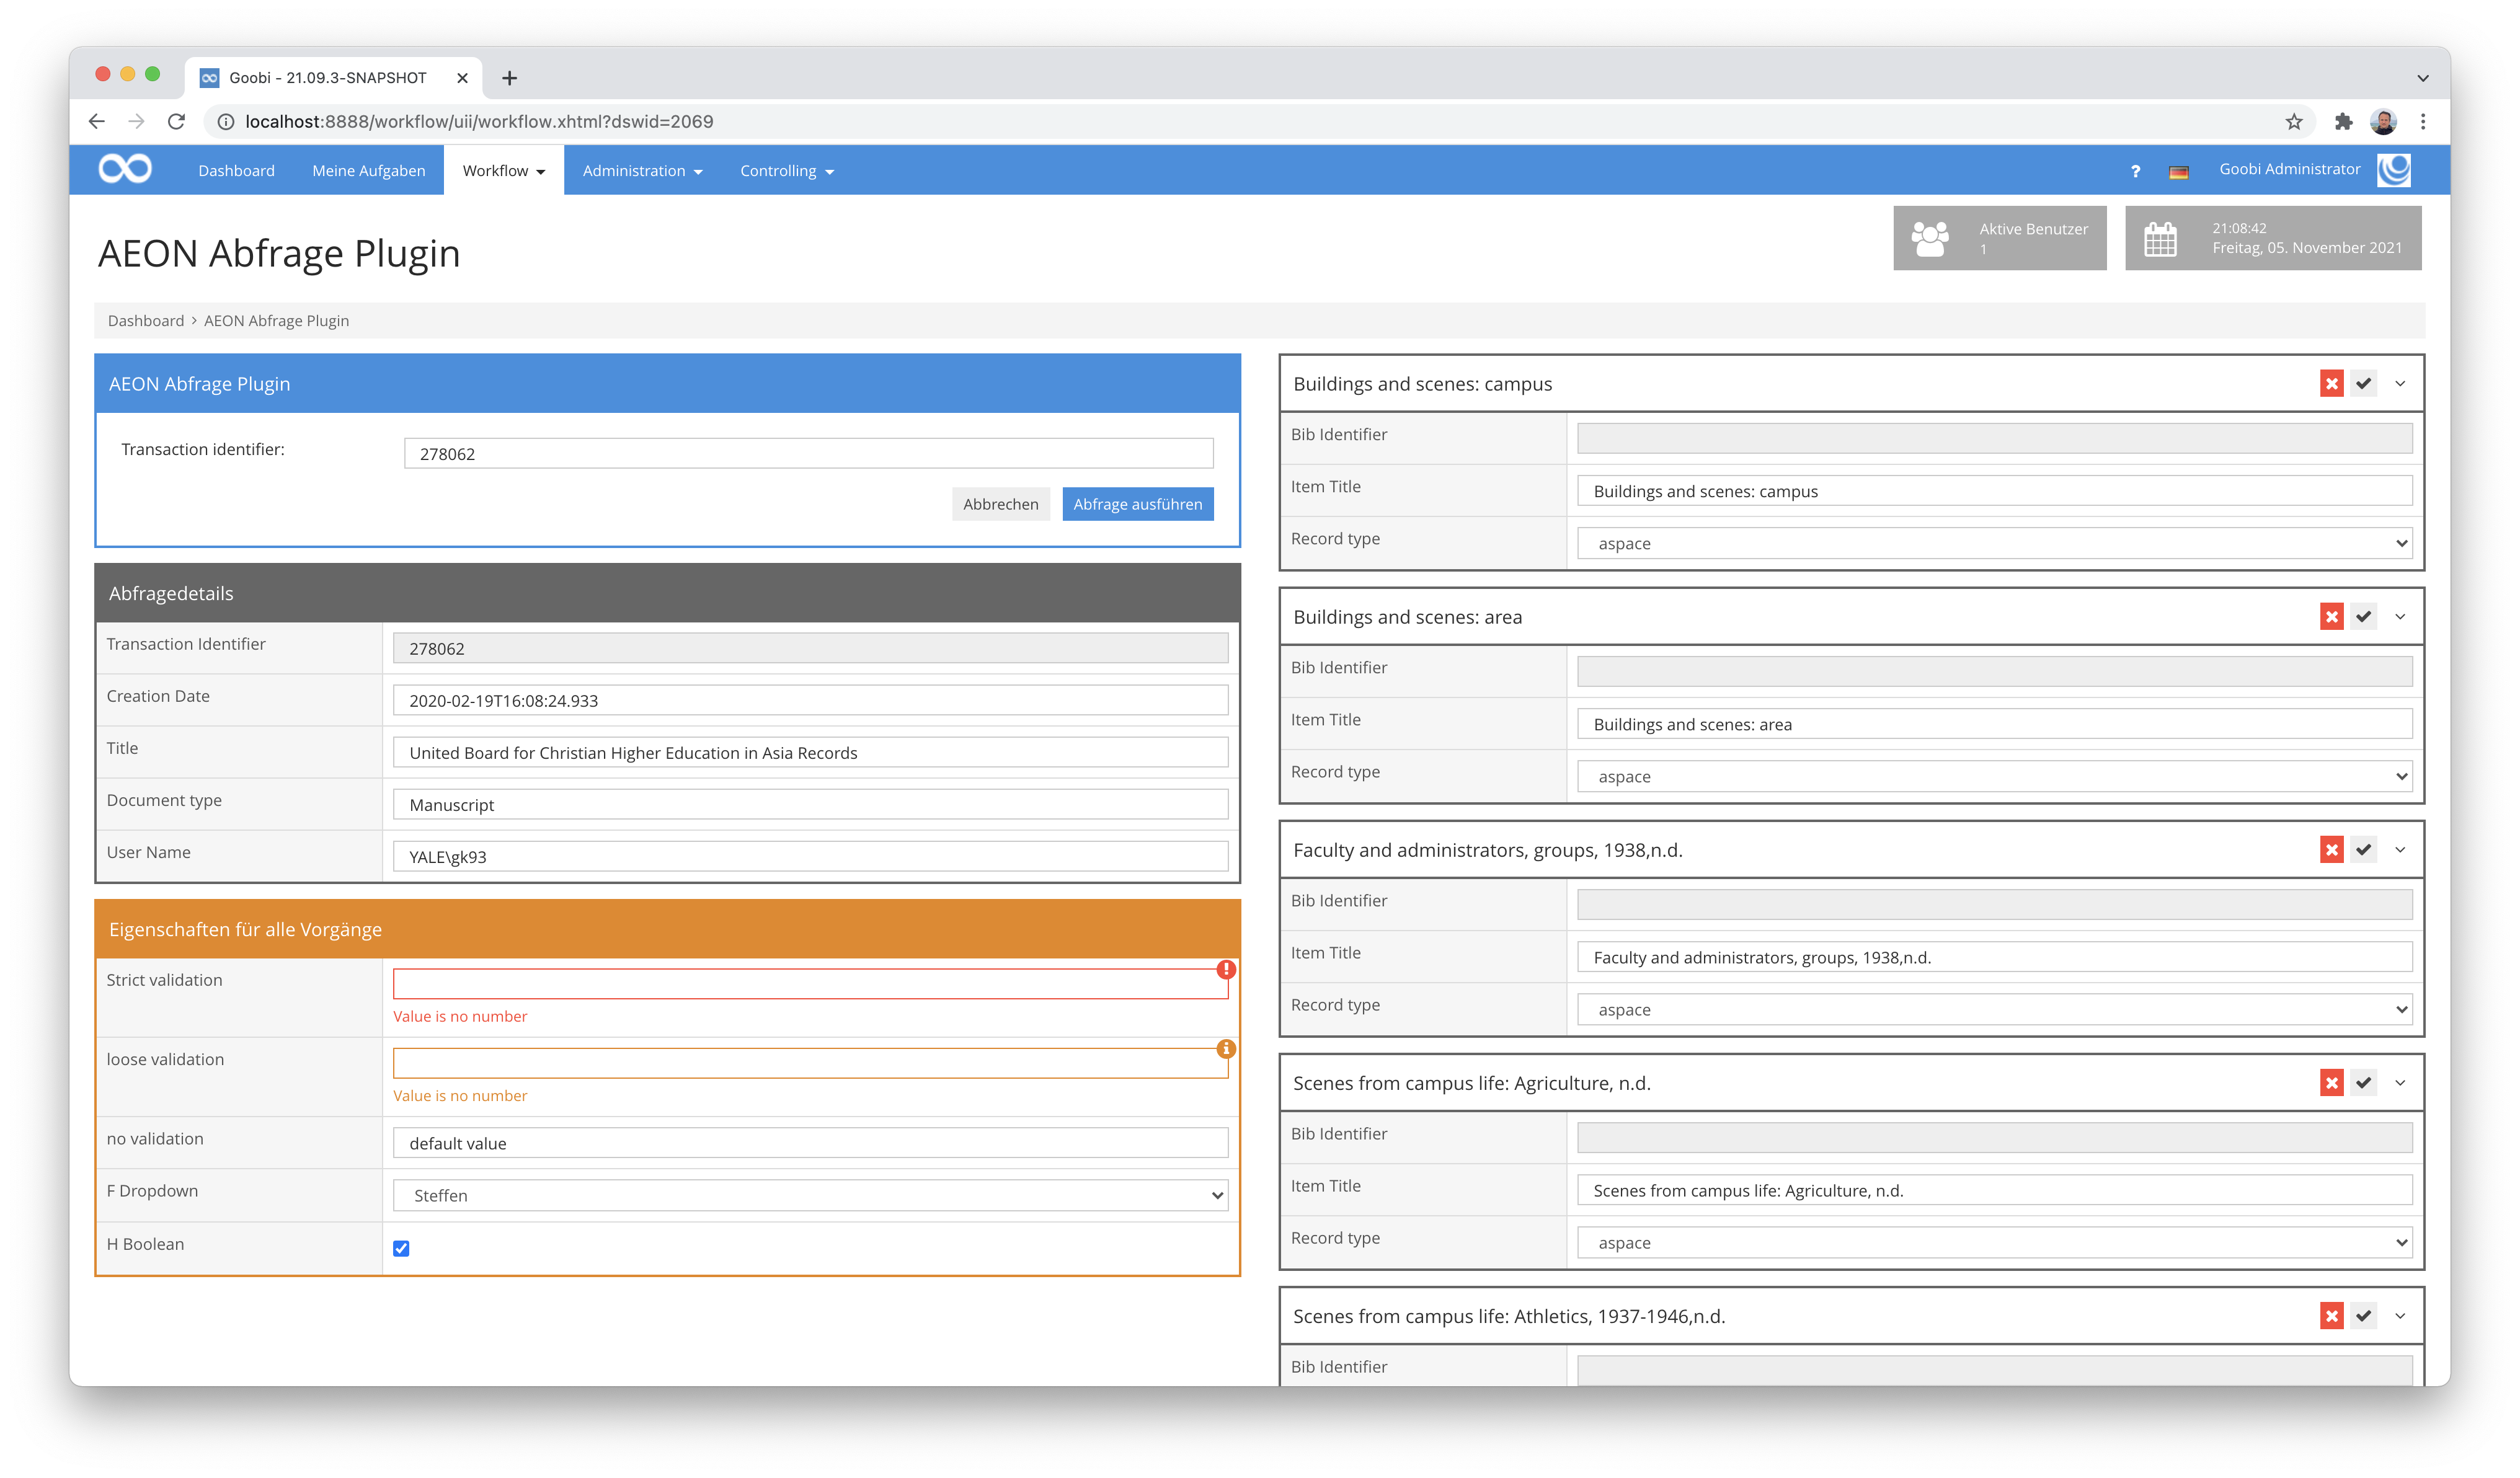 Goobi - 21.09.3-SNAPSHOT
localhost:8888/workflow/uii/workflow.xhtml?dswid=2069
Dashboard
Meine Aufgaben
Workflow
Administration
Controlling
?
Goobi Administrator
AEON Abfrage Plugin
Aktive Benutzer
1
21:08:42
Freitag, 05. November 2021
Dashboard > AEON Abfrage Plugin
AEON Abfrage Plugin
Transaction identifier:
278062
Abbrechen
Abfrage ausführen
Abfragedetails
Transaction Identifier
278062
Creation Date
2020-02-19T16:08:24.933
Title
United Board for Christian Higher Education in Asia Records
Document type
Manuscript
User Name
YALE\gk93
Eigenschaften für alle Vorgänge
Strict validation
Value is no number
loose validation
Value is no number
no validation
default value
F Dropdown
Steffen
H Boolean
Buildings and scenes: campus
Bib Identifier
Item Title
Buildings and scenes: campus
Record type
aspace
Buildings and scenes: area
Bib Identifier
Item Title
Buildings and scenes: area
Record type
aspace
Faculty and administrators, groups, 1938,n.d.
Bib Identifier
Item Title
Faculty and administrators, groups, 1938,n.d.
Record type
aspace
Scenes from campus life: Agriculture, n.d.
Bib Identifier
Item Title
Scenes from campus life: Agriculture, n.d.
Record type
aspace
Scenes from campus life: Athletics, 1937-1946,n.d.
Bib Identifier